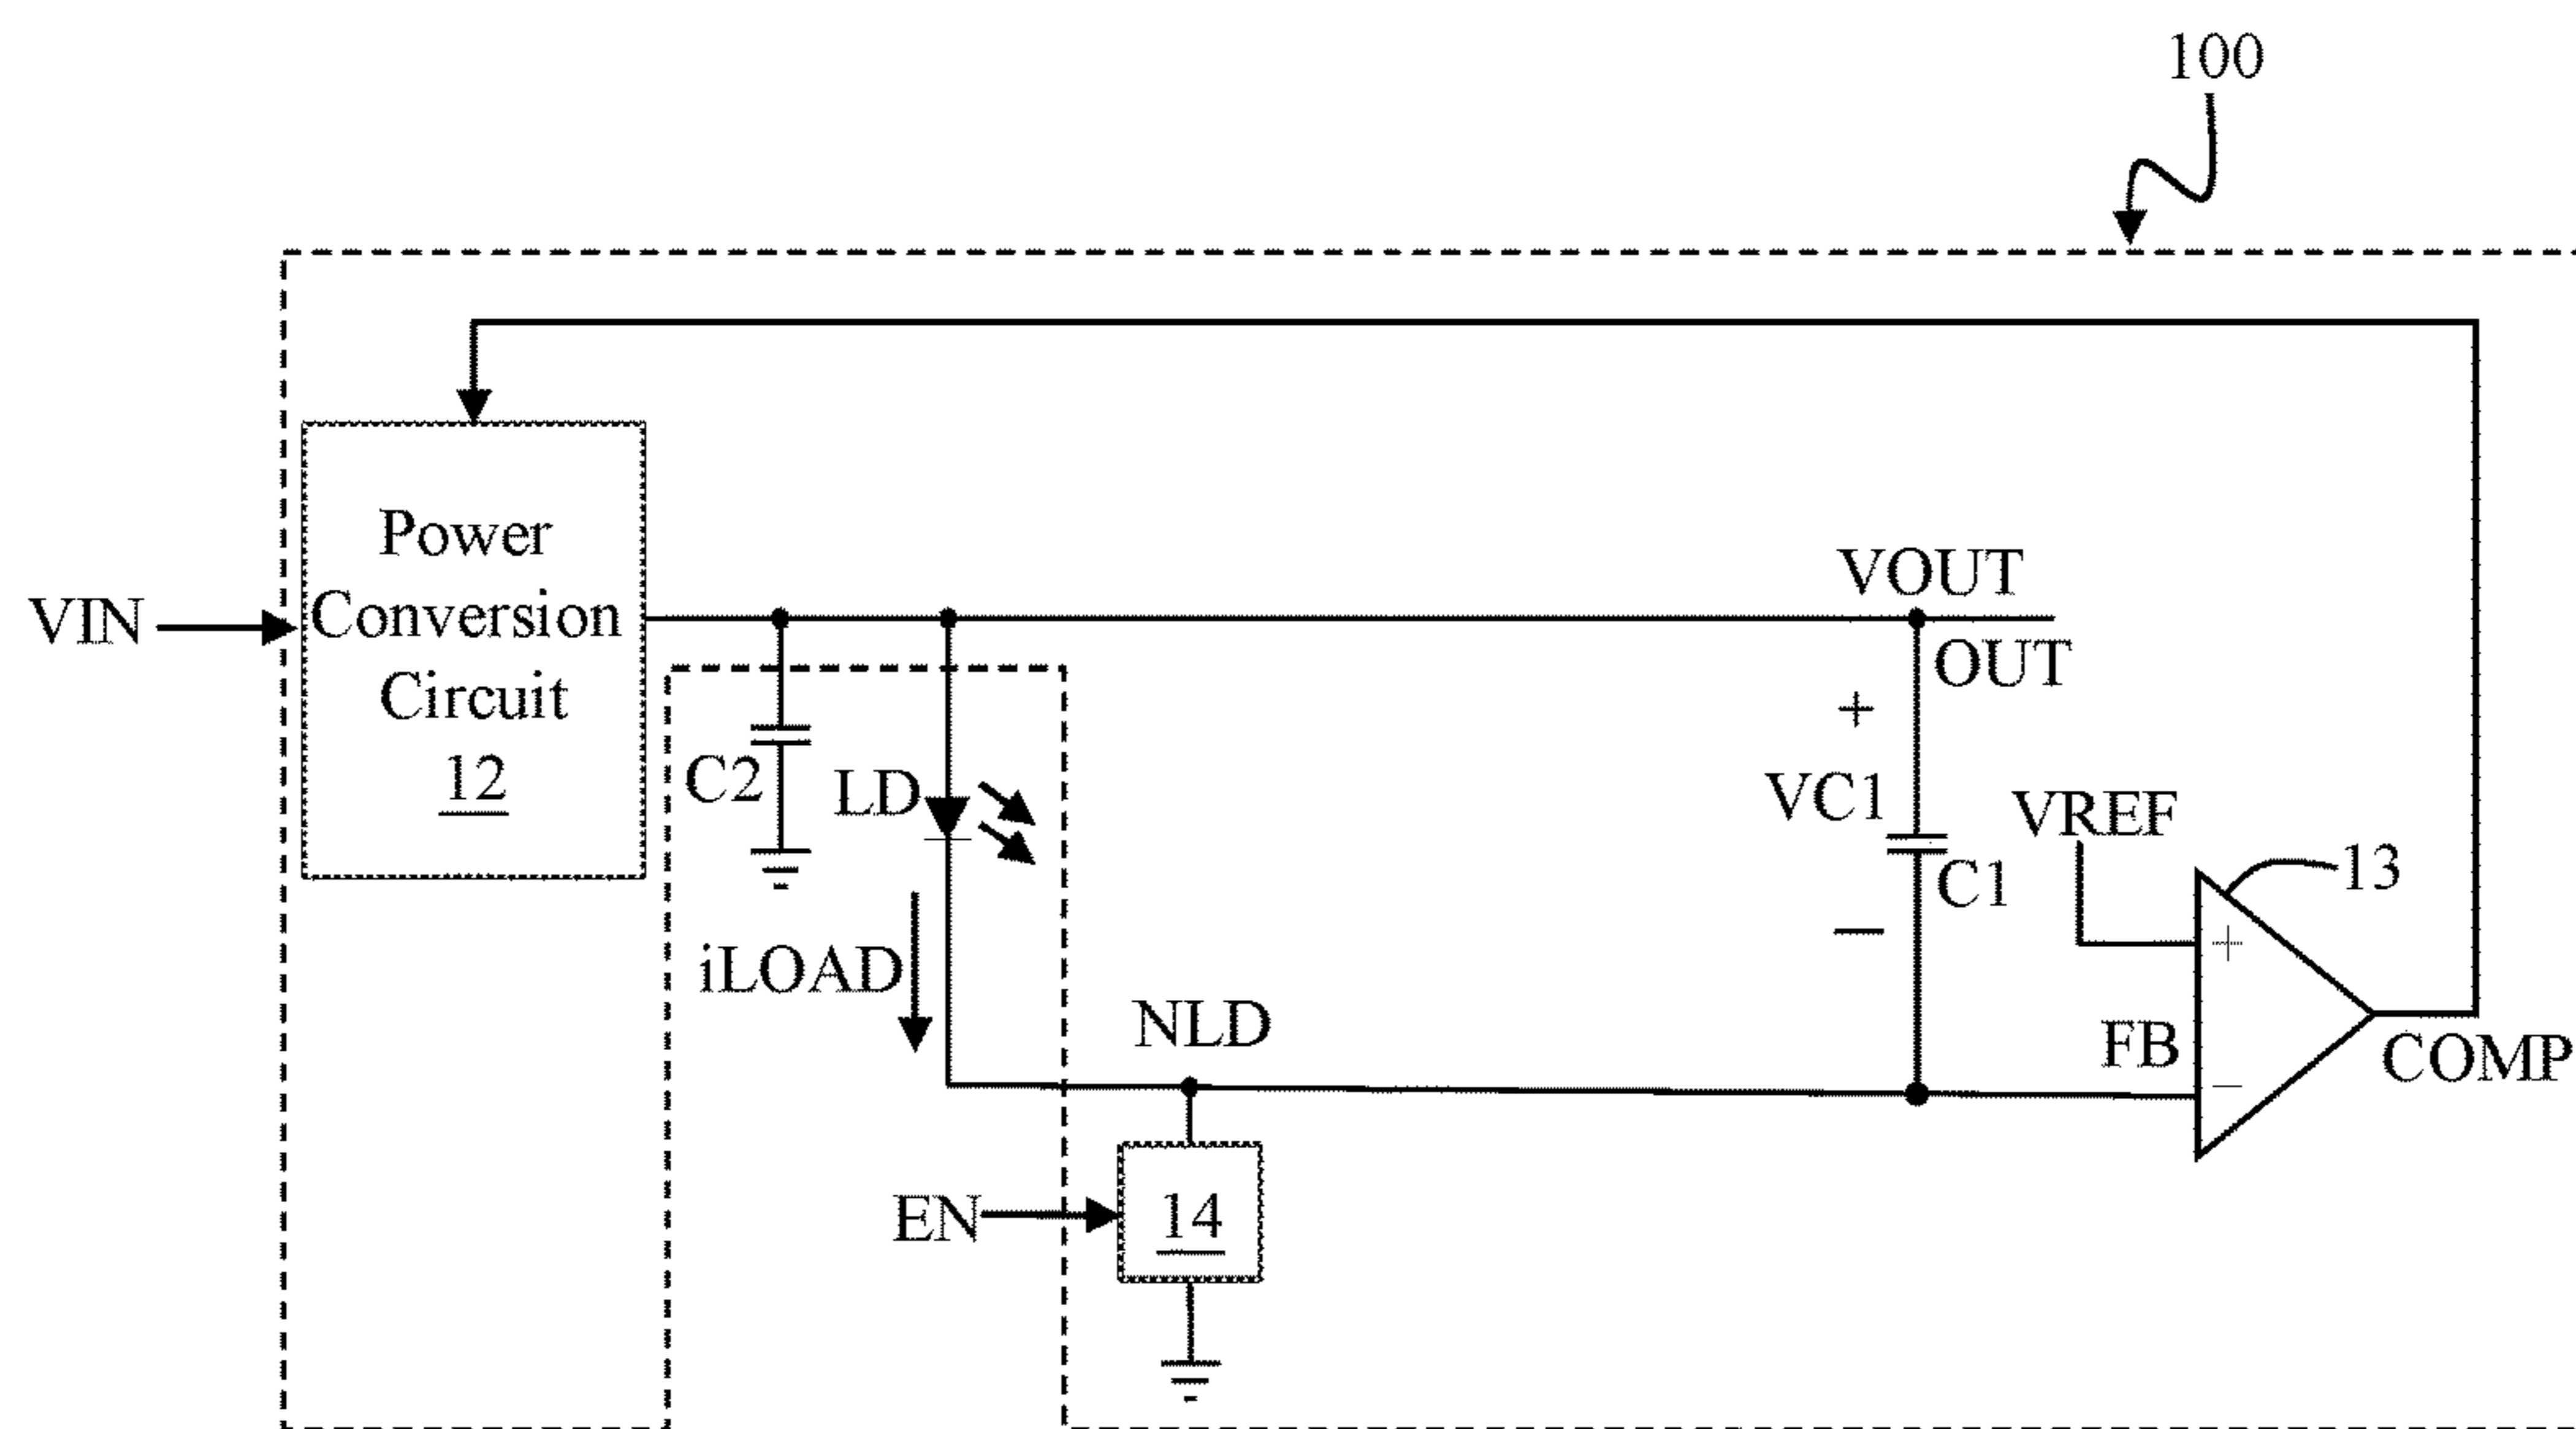 100
Power
Conversion
Circuit
12
VIN
VOUT
OUT
+
VC1
C1
−
C2
LD
iLOAD
VREF
13
+
FB
−
COMP
NLD
EN
14